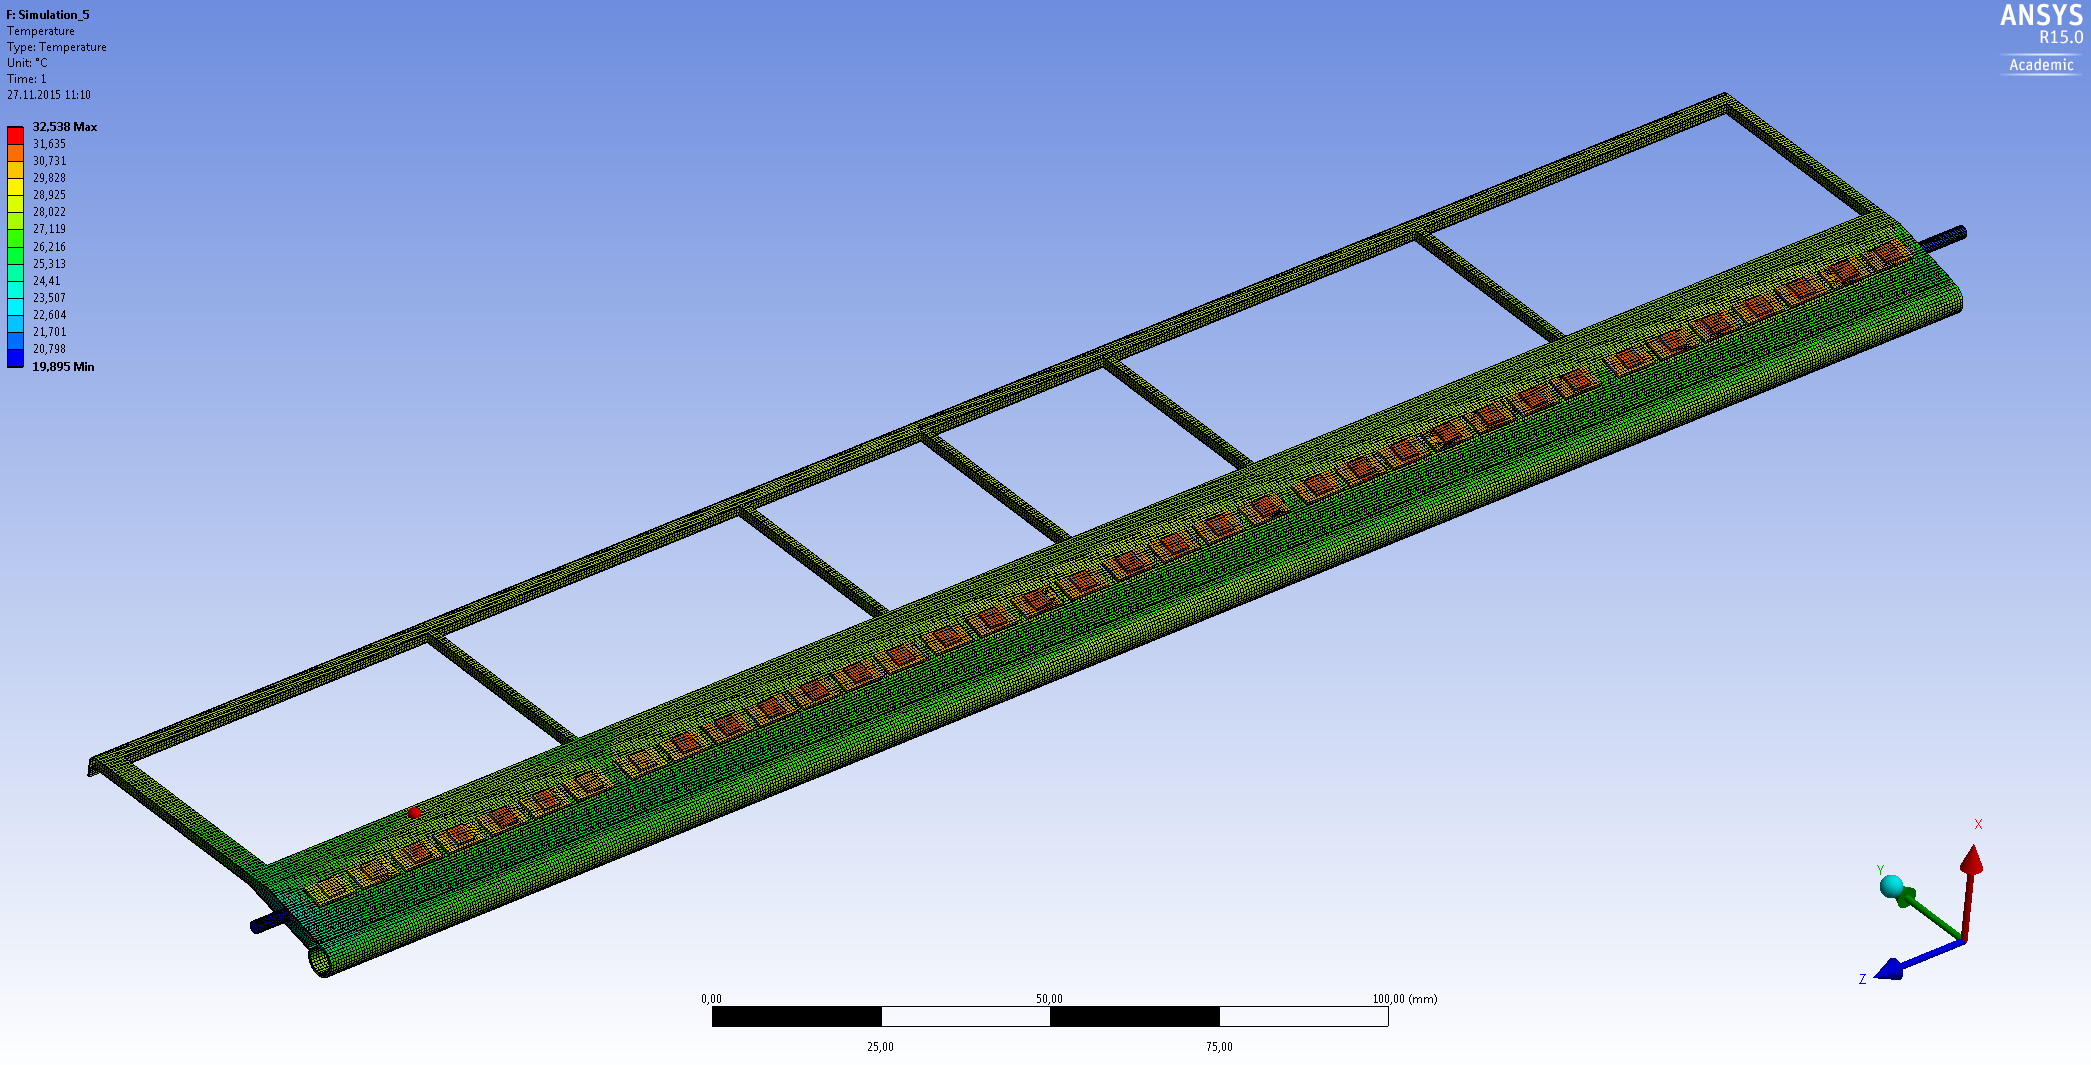 F: Simulation_5
Temperature
Type: Temperature
Unit: °C
Time: 1
27.11.2015 11:10
32,538 Max
31,635
30,731
29,828
28,925
28,022
27,119
26,216
25,313
24,41
23,507
22,604
21,701
20,798
19,895 Min
ANSYS
R15.0
Academic
X
Y
Z
0,00 50,00 100,00 (mm)
25,00 75,00